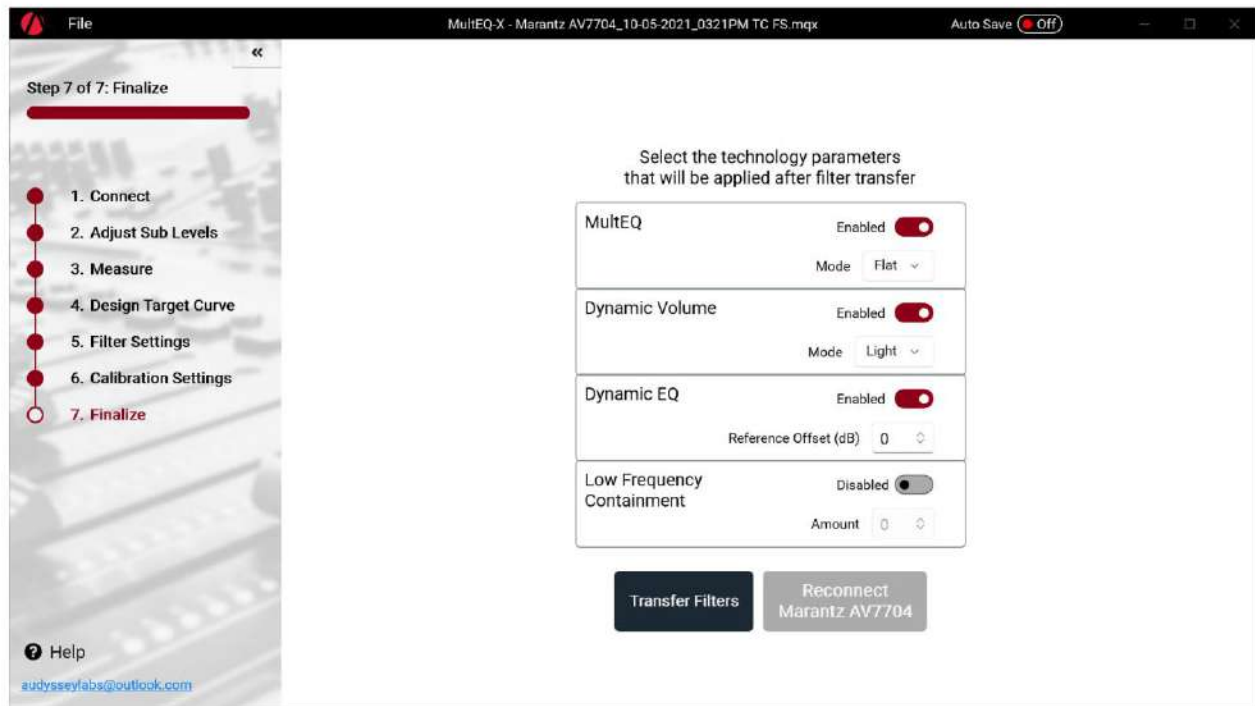 File
MultEQ-X - Marantz AV7704_10-05-2021_0321PM TC FS.mqx
Auto Save Off
«
Step 7 of 7: Finalize
1. Connect
2. Adjust Sub Levels
3. Measure
4. Design Target Curve
5. Filter Settings
6. Calibration Settings
7. Finalize
? Help
audysseylabs@outlook.com
Select the technology parameters
that will be applied after filter transfer
MultEQ
Enabled
Mode Flat
Dynamic Volume
Enabled
Mode Light
Dynamic EQ
Enabled
Reference Offset (dB) 0
Low Frequency
Containment
Disabled
Amount 0
Transfer Filters
Reconnect
Marantz AV7704